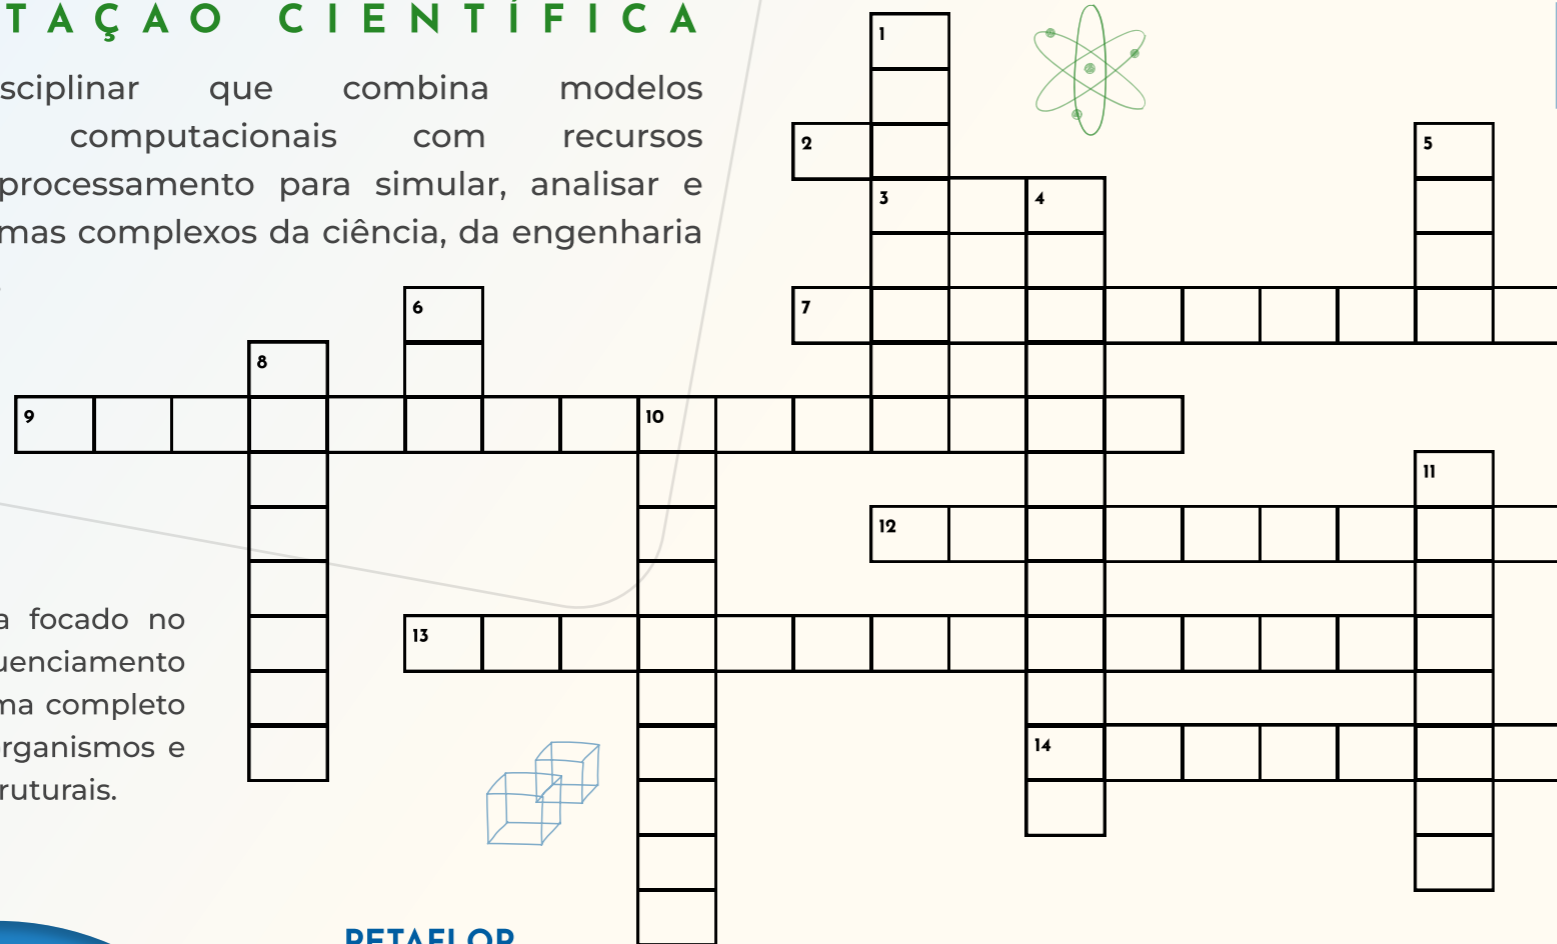 TAÇÃO CIENTÍFICA
sciplinar que combina modelos
computacionais com recursos
processamento para simular, analisar e
mas complexos da ciência, da engenharia
1
2
3
4
5
6
7
8
9
10
11
12
13
14
a focado no
uenciamento
ma completo
rganismos e
ruturais.